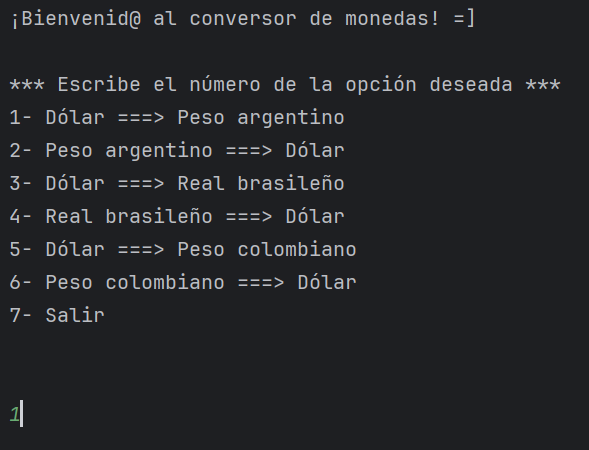 ¡Bienvenid@ al conversor de monedas! =]
*** Escribe el número de la opción deseada ***
1- Dólar ===> Peso argentino
2- Peso argentino ===> Dólar
3- Dólar ===> Real brasileño
4- Real brasileño ===> Dólar
5- Dólar ===> Peso colombiano
6- Peso colombiano ===> Dólar
7- Salir
1